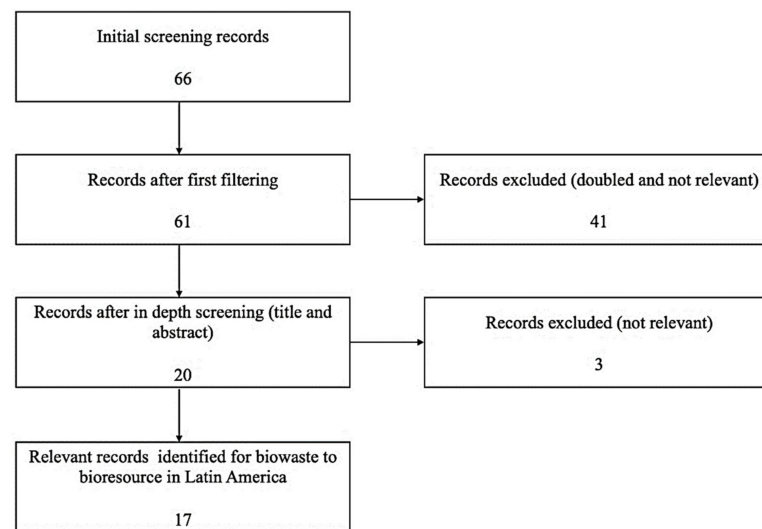 Initial screening records
66
Records after first filtering
61
Records excluded (doubled and not relevant)
41
Records after in depth screening (title and
abstract)
20
Records excluded (not relevant)
3
Relevant records identified for biowaste to
bioresource in Latin America
17